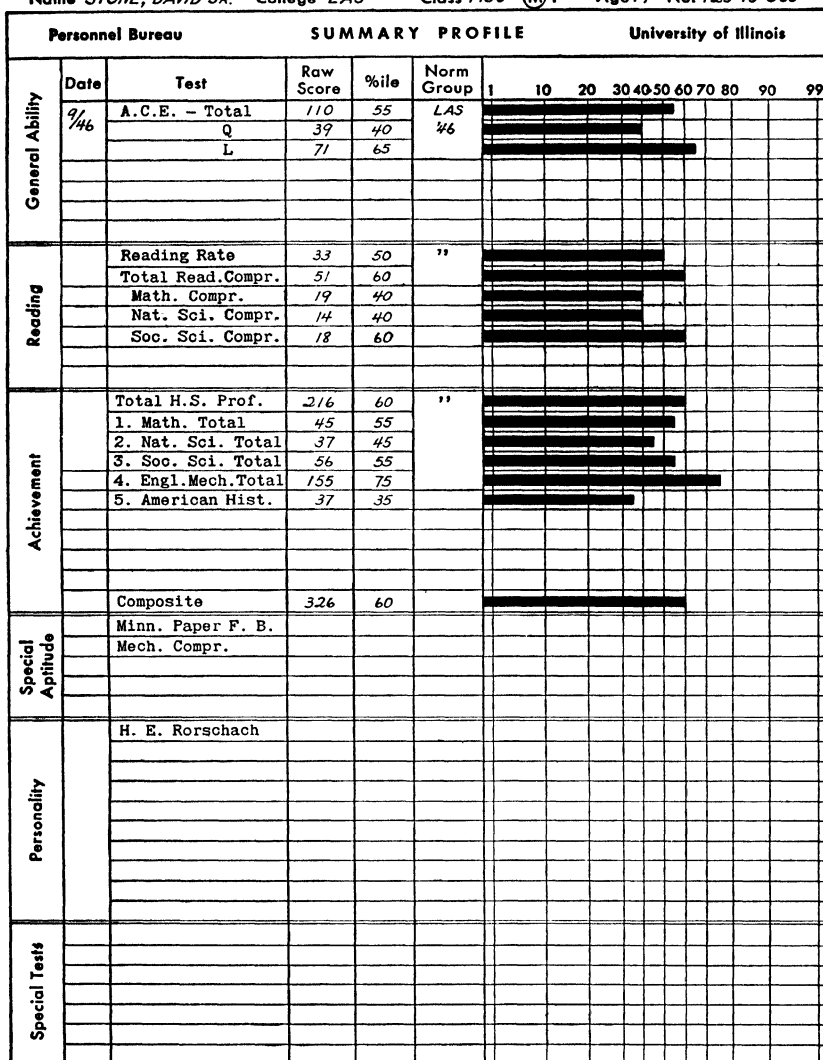 Personnel Bureau SUMMARY PROFILE University of Illinois
Date Test Raw Score %ile Norm Group 1 10 20 30 40 50 60 70 80 90 99
General Ability
9/46 A.C.E. – Total 110 55 LAS
Q 39 40 '46
L 71 65
Reading
Reading Rate 33 50 "
Total Read.Compr. 51 60
Math. Compr. 19 40
Nat. Sci. Compr. 14 40
Soc. Sci. Compr. 18 60
Achievement
Total H.S. Prof. 216 60 "
1. Math. Total 45 55
2. Nat. Sci. Total 37 45
3. Soc. Sci. Total 56 55
4. Engl.Mech.Total 155 75
5. American Hist. 37 35
Composite 326 60
Special Aptitude
Minn. Paper F. B.
Mech. Compr.
Personality
H. E. Rorschach
Special Tests